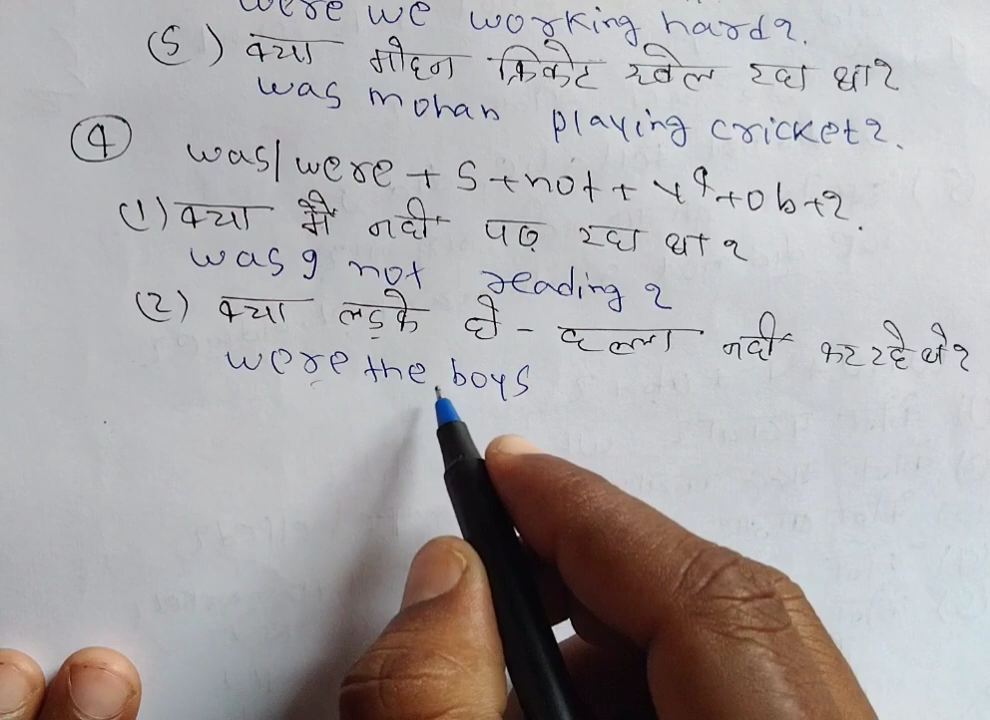 were we working hard?.
(5) क्या मोहन क्रिकेट खेल रहा था?
was mohan playing cricket?.
(4) was/were + s + not + v⁴ + ob + ?.
(1) क्या मैं नहीं पढ़ रहा था?
was I not reading?
(2) क्या लड़के हो-हल्ला नहीं कर रहे थे?
were the boys